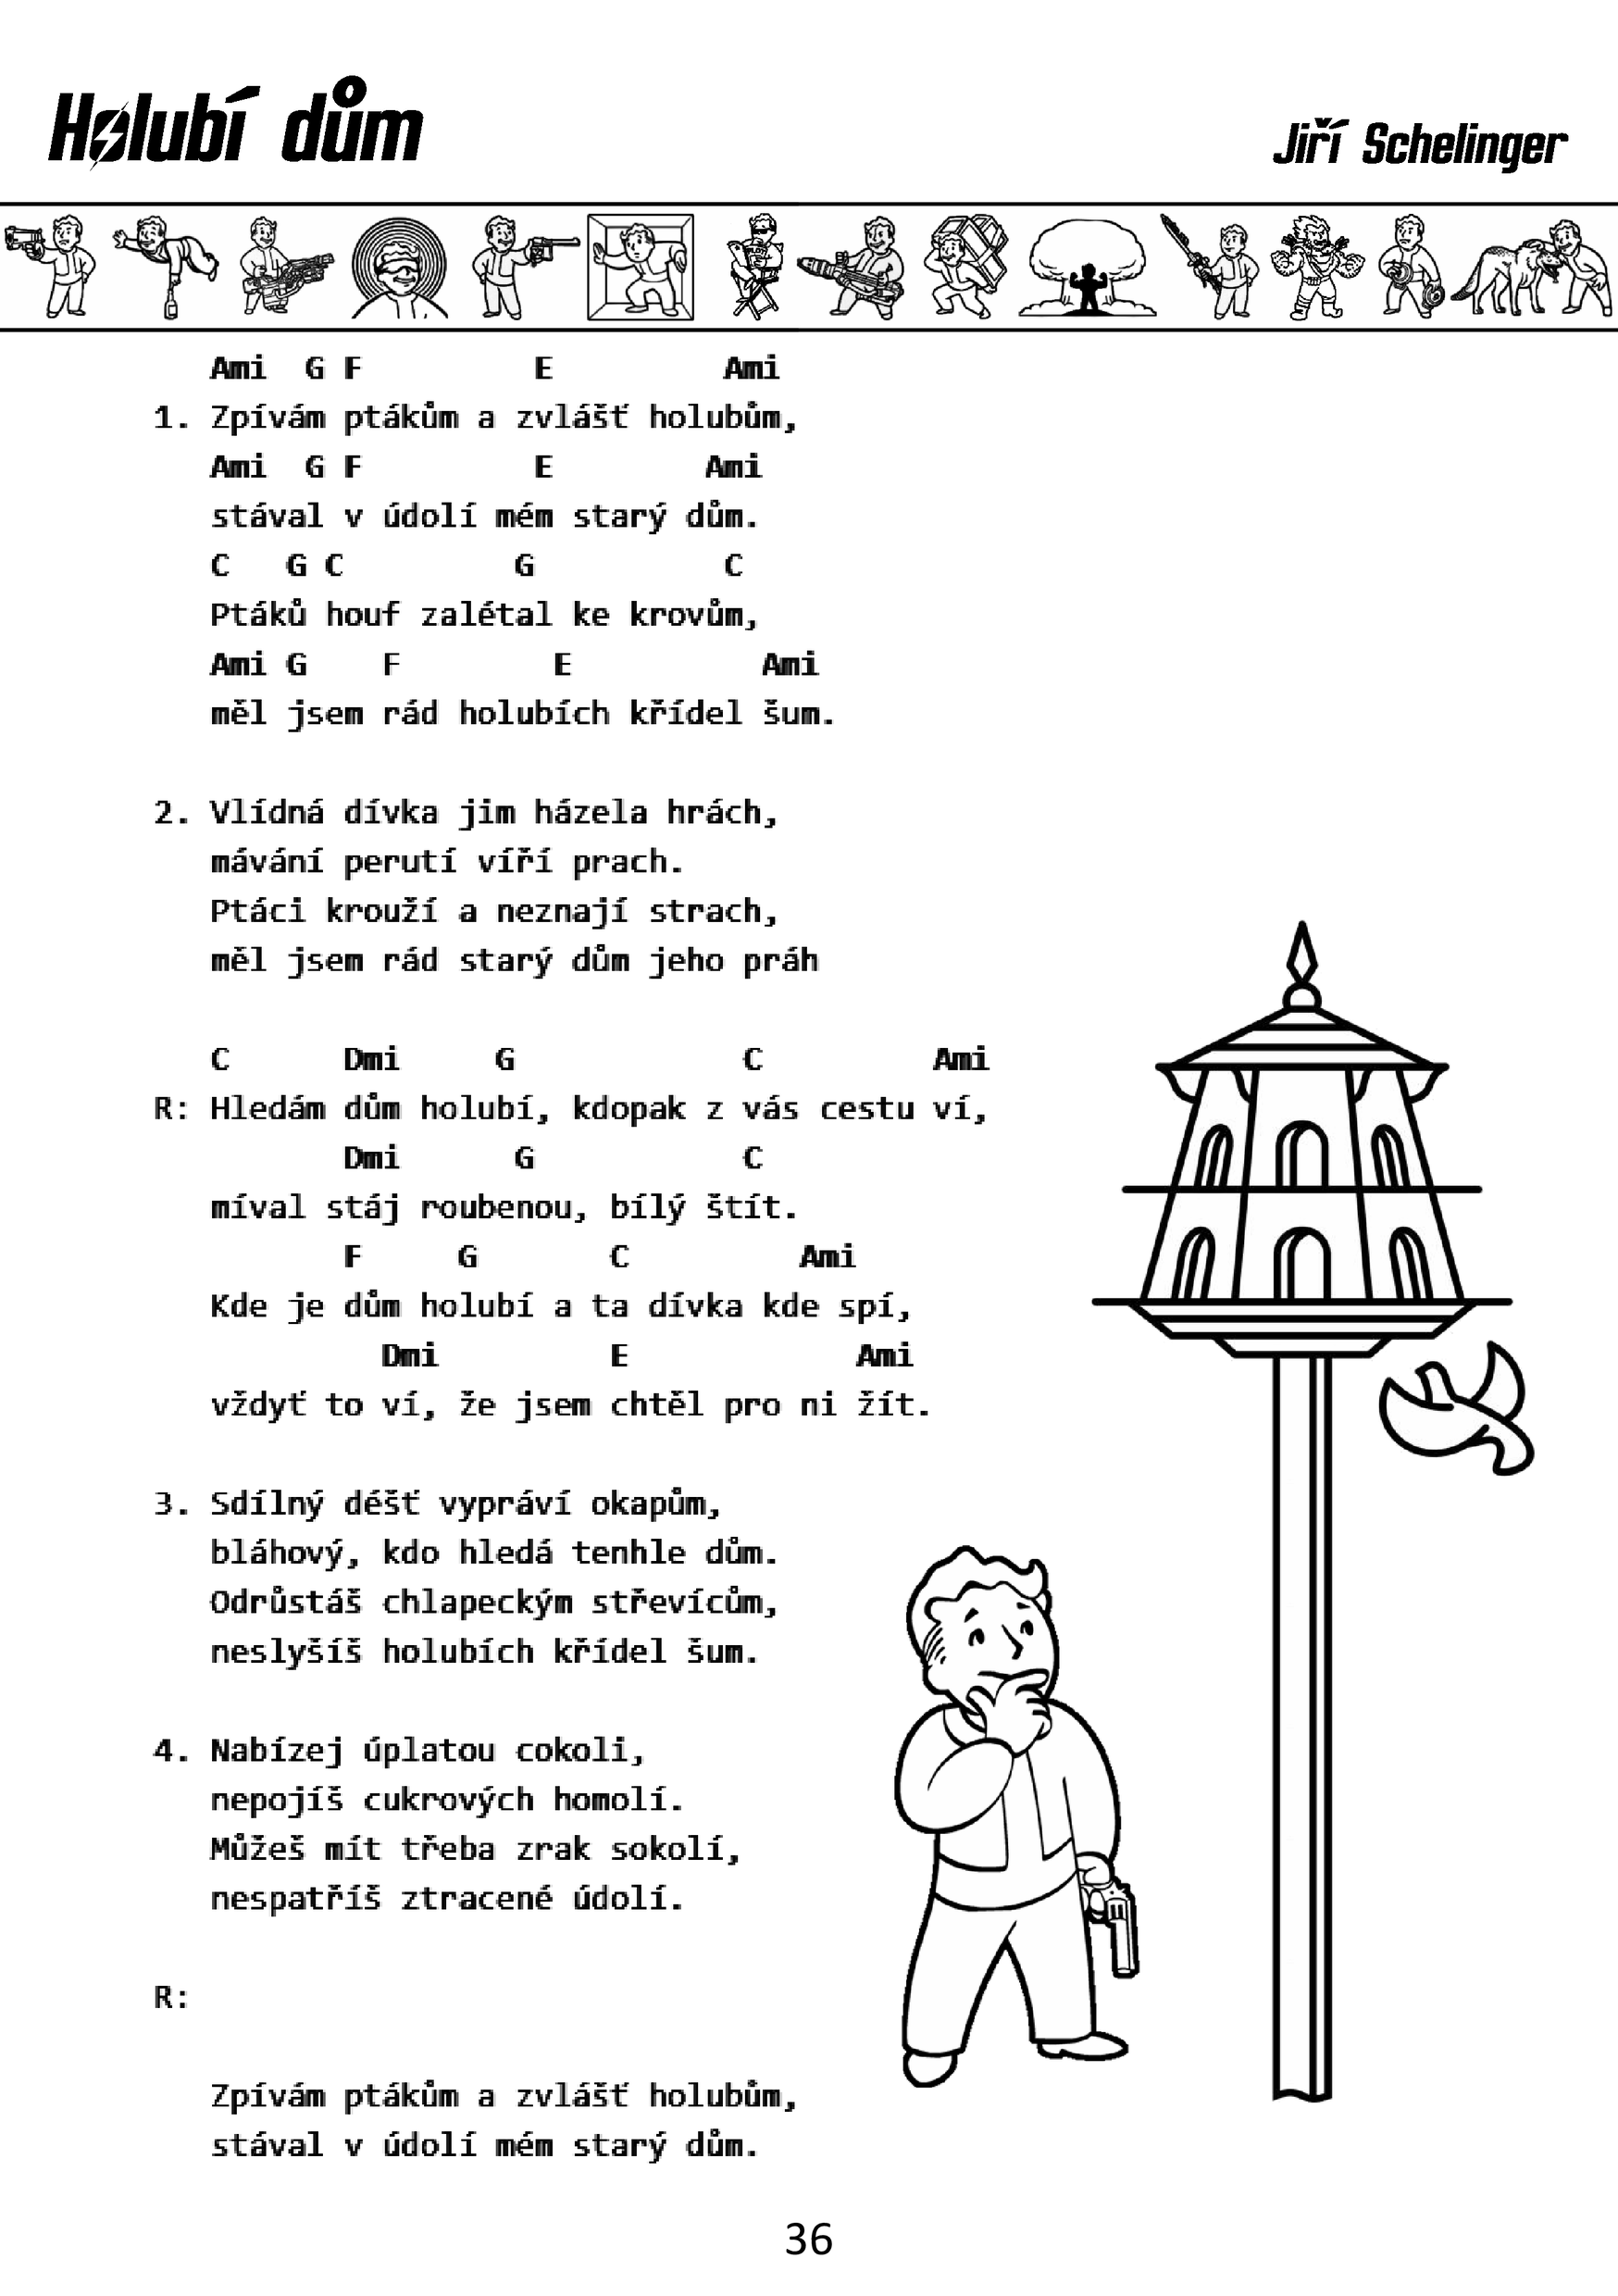 Holubí dům
Jiří Schelinger
Ami  G F         E         Ami
1. Zpívám ptákům a zvlášť holubům,
Ami  G F         E        Ami
stával v údolí mém starý dům.
C   G C         G          C
Ptáků houf zalétal ke krovům,
Ami G    F        E          Ami
měl jsem rád holubích křídel šum.
2. Vlídná dívka jim házela hrách,
mávání perutí víří prach.
Ptáci krouží a neznají strach,
měl jsem rád starý dům jeho práh
C      Dmi     G            C         Ami
R: Hledám dům holubí, kdopak z vás cestu ví,
Dmi      G           C
míval stáj roubenou, bílý štít.
F     G       C         Ami
Kde je dům holubí a ta dívka kde spí,
Dmi         E            Ami
vždyť to ví, že jsem chtěl pro ni žít.
3. Sdílný déšť vypráví okapům,
bláhový, kdo hledá tenhle dům.
Odrůstáš chlapeckým střevícům,
neslyšíš holubích křídel šum.
4. Nabízej úplatou cokoli,
nepojíš cukrových homolí.
Můžeš mít třeba zrak sokolí,
nespatříš ztracené údolí.
R:
Zpívám ptákům a zvlášť holubům,
stával v údolí mém starý dům.
36